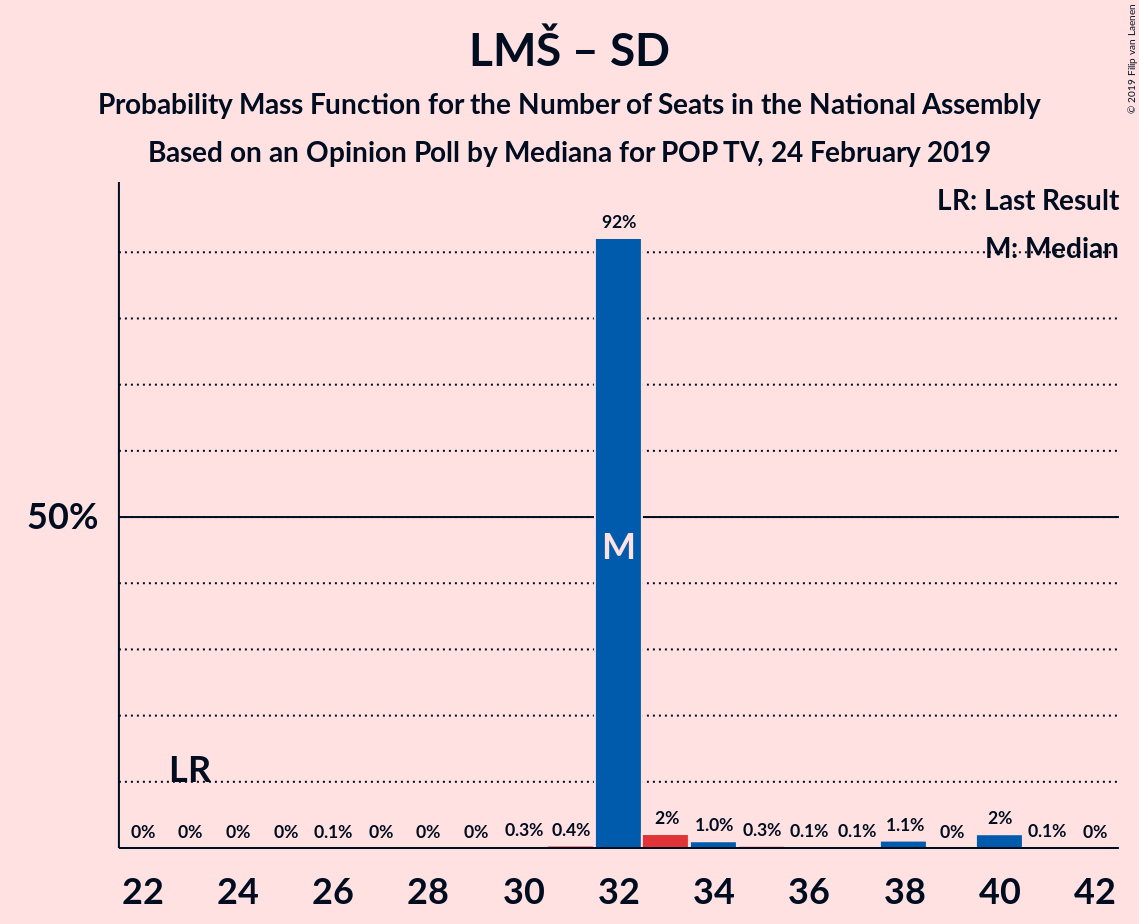 LMŠ – SD
Probability Mass Function for the Number of Seats in the National Assembly
Based on an Opinion Poll by Mediana for POP TV, 24 February 2019
© 2019 Filip van Laenen
LR: Last Result
M: Median
50%
92%
M
LR
0% 0% 0% 0% 0.1% 0% 0% 0% 0.3% 0.4% 2% 1.0% 0.3% 0.1% 0.1% 1.1% 0% 2% 0.1% 0%
22 24 26 28 30 32 34 36 38 40 42